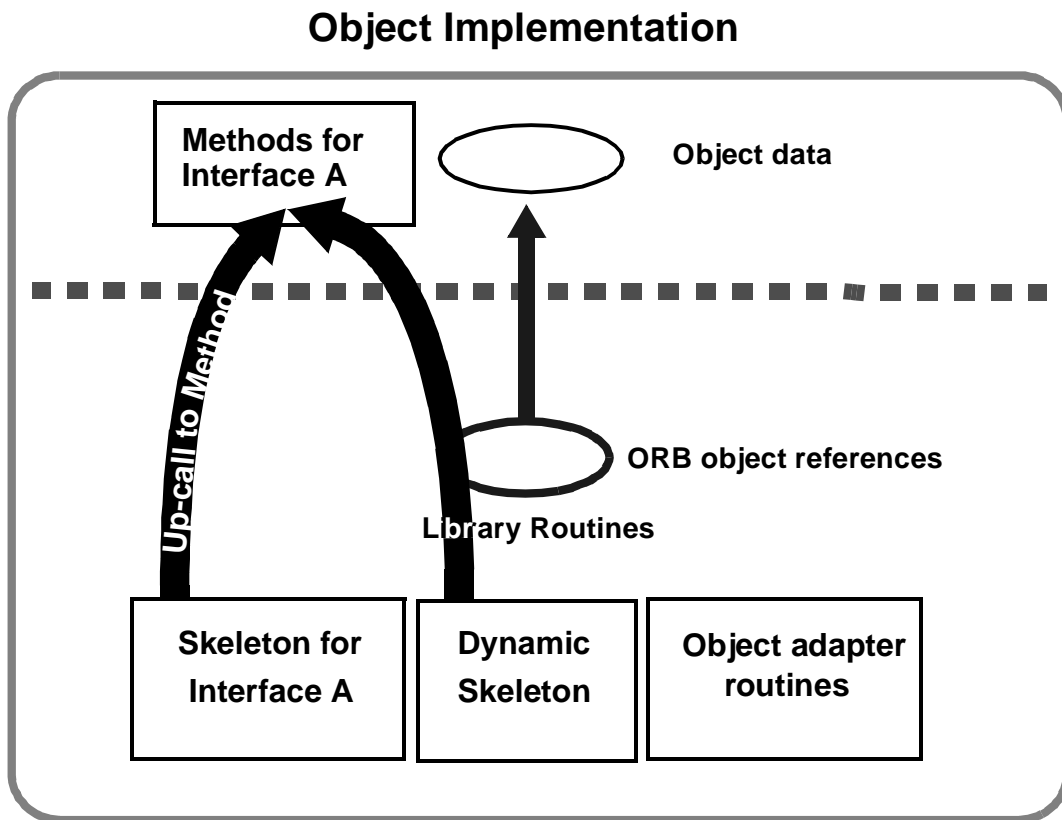 Object Implementation
Methods for
Interface A
Object data
Up-call to Method
ORB object references
Library Routines
Skeleton for
Interface A
Dynamic
Skeleton
Object adapter
routines